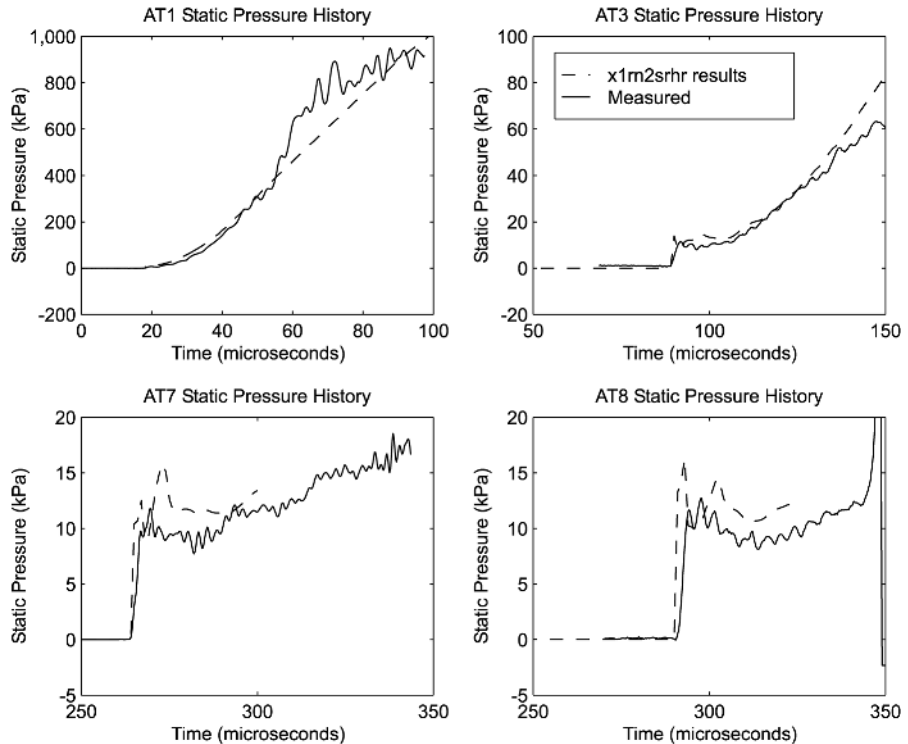 AT1 Static Pressure History
1,000
800
600
400
200
0
-200
0 20 40 60 80 100
Static Pressure (kPa)
Time (microseconds)
AT3 Static Pressure History
100
80
60
40
20
0
-20
50 100 150
Static Pressure (kPa)
Time (microseconds)
x1rn2srhr results
Measured
AT7 Static Pressure History
20
15
10
5
0
-5
250 300 350
Static Pressure (kPa)
Time (microseconds)
AT8 Static Pressure History
20
15
10
5
0
-5
250 300 350
Static Pressure (kPa)
Time (microseconds)